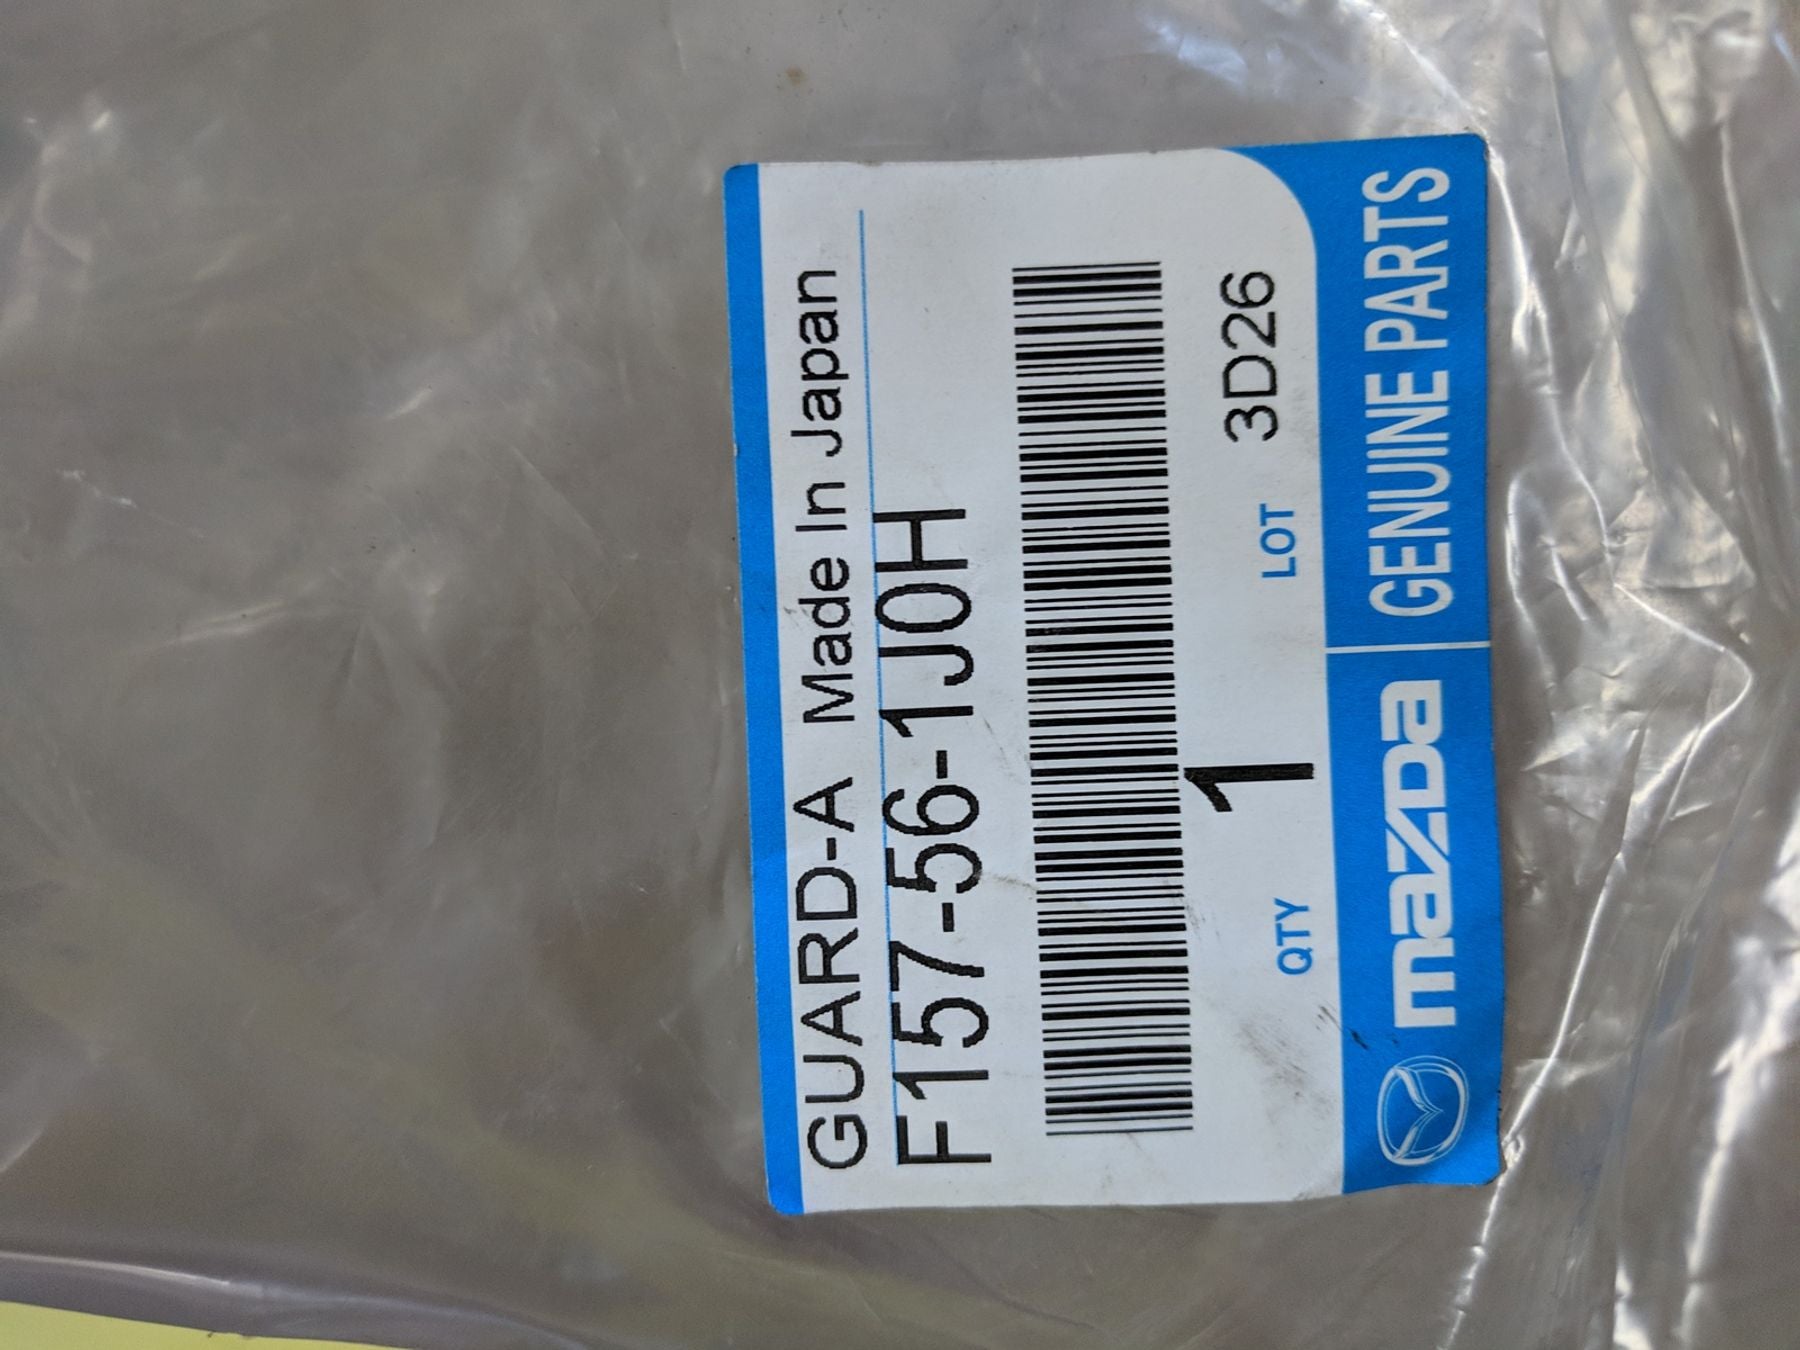 GUARD-A Made In Japan
F157-56-1J0H
QTY 1 LOT 3D26
mazda GENUINE PARTS